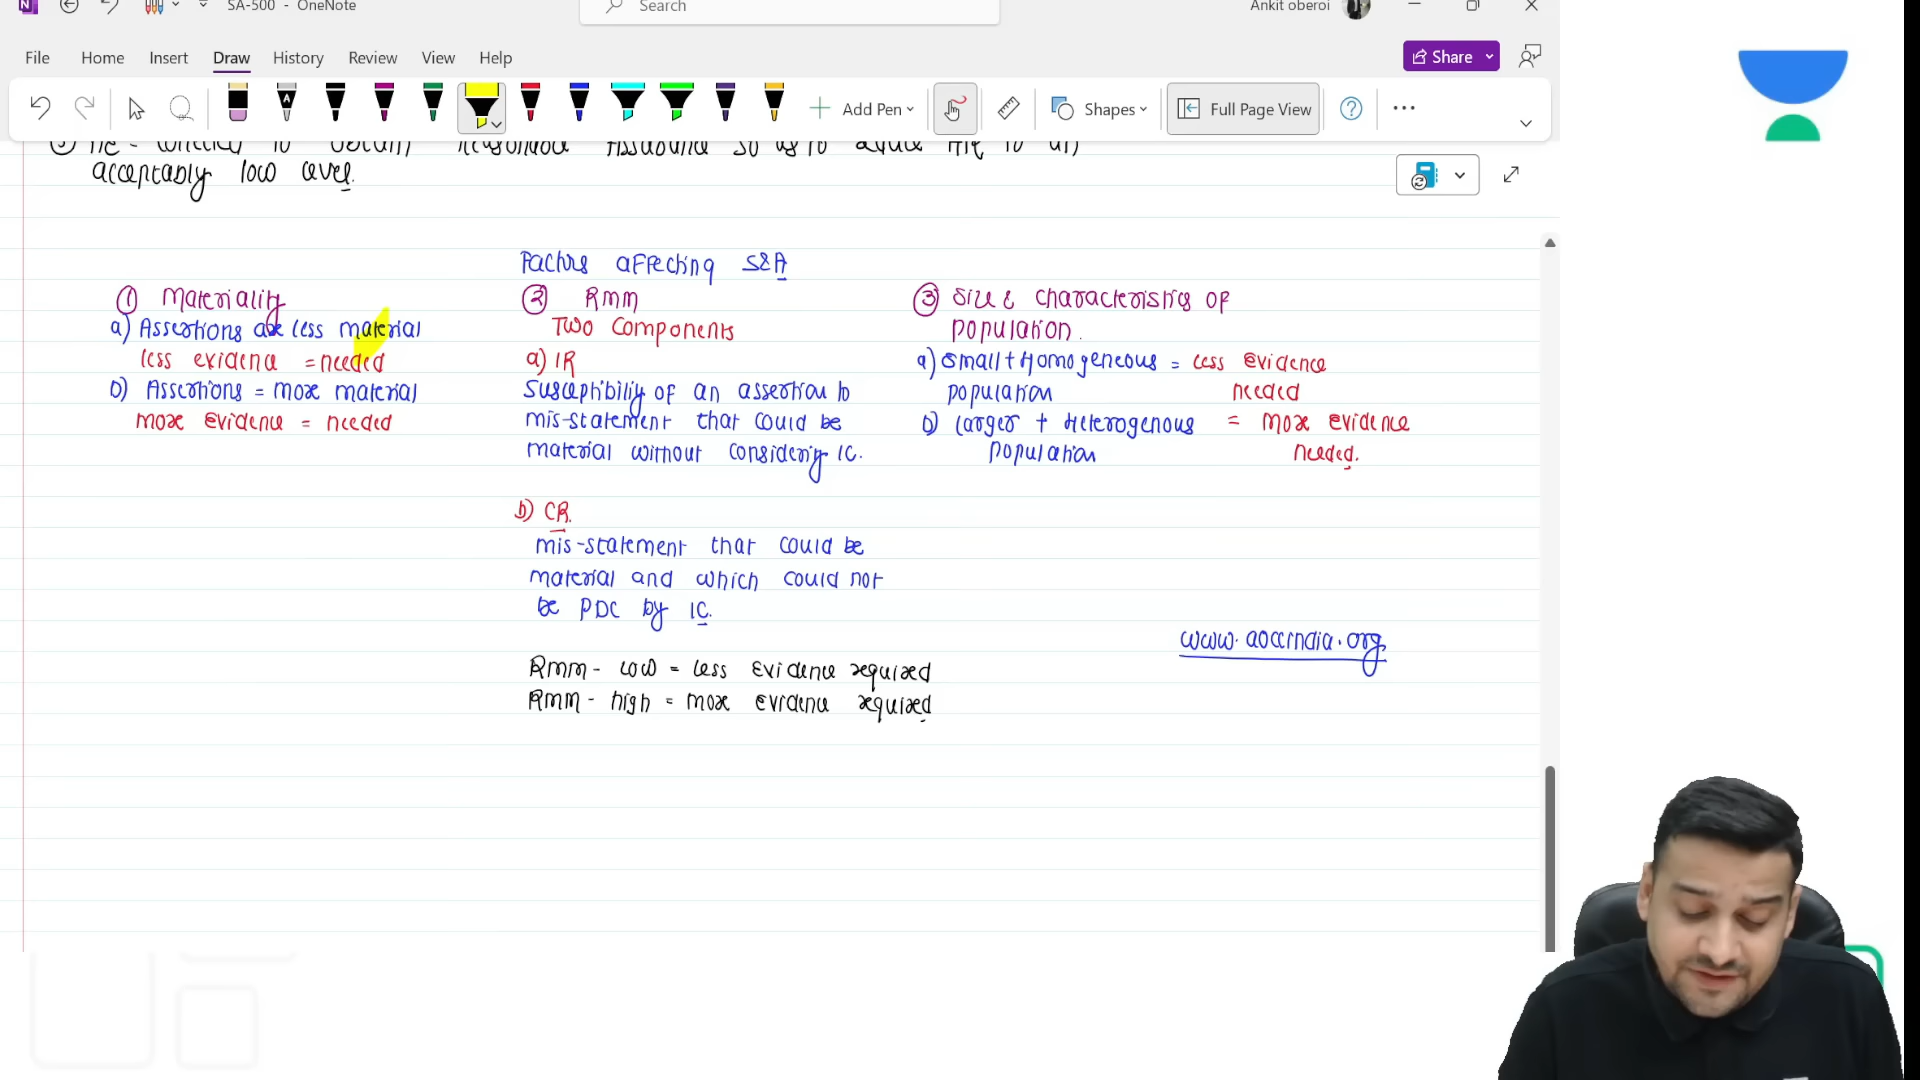 SA-500 - OneNote
Search
Ankit oberoi
File Home Insert Draw History Review View Help
Share
Add Pen
Shapes
Full Page View
acceptably low level.
Factors affecting S&A
① Materiality
a) Assertions are less material
less evidence = needed
b) Assertions = more material
more evidence = needed
② Rmm
Two Components
a) IR
Susceptibility of an assertion to
mis-statement that could be
material without considering IC.
b) CR.
mis-statement that could be
material and which could not
be PDC by IC.
Rmm - low = less evidence required
Rmm - high = more evidence required
③ Size & characteristics of
population.
a) Small + Homogeneous = less evidence
population needed
b) larger + Heterogenous = more evidence
population needed.